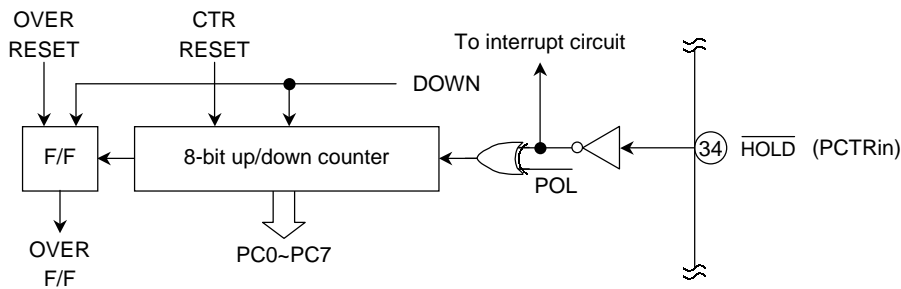 OVER
RESET
CTR
RESET
To interrupt circuit
DOWN
F/F
8-bit up/down counter
POL
34
HOLD (PCTRin)
OVER
F/F
PC0~PC7